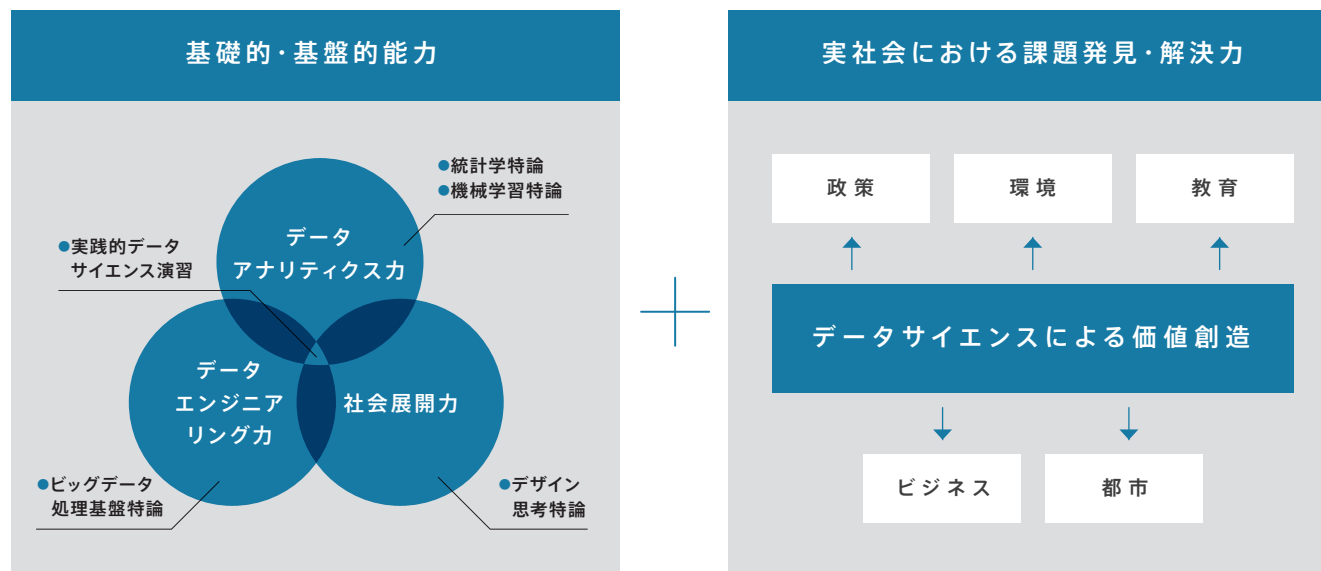 基礎的・基盤的能力
●統計学特論
●機械学習特論
●実践的データ
サイエンス演習
データ
アナリティクス力
データ
エンジニア
リング力
社会展開力
●ビッグデータ
処理基盤特論
●デザイン
思考特論
実社会における課題発見・解決力
政策
環境
教育
データサイエンスによる価値創造
ビジネス
都市